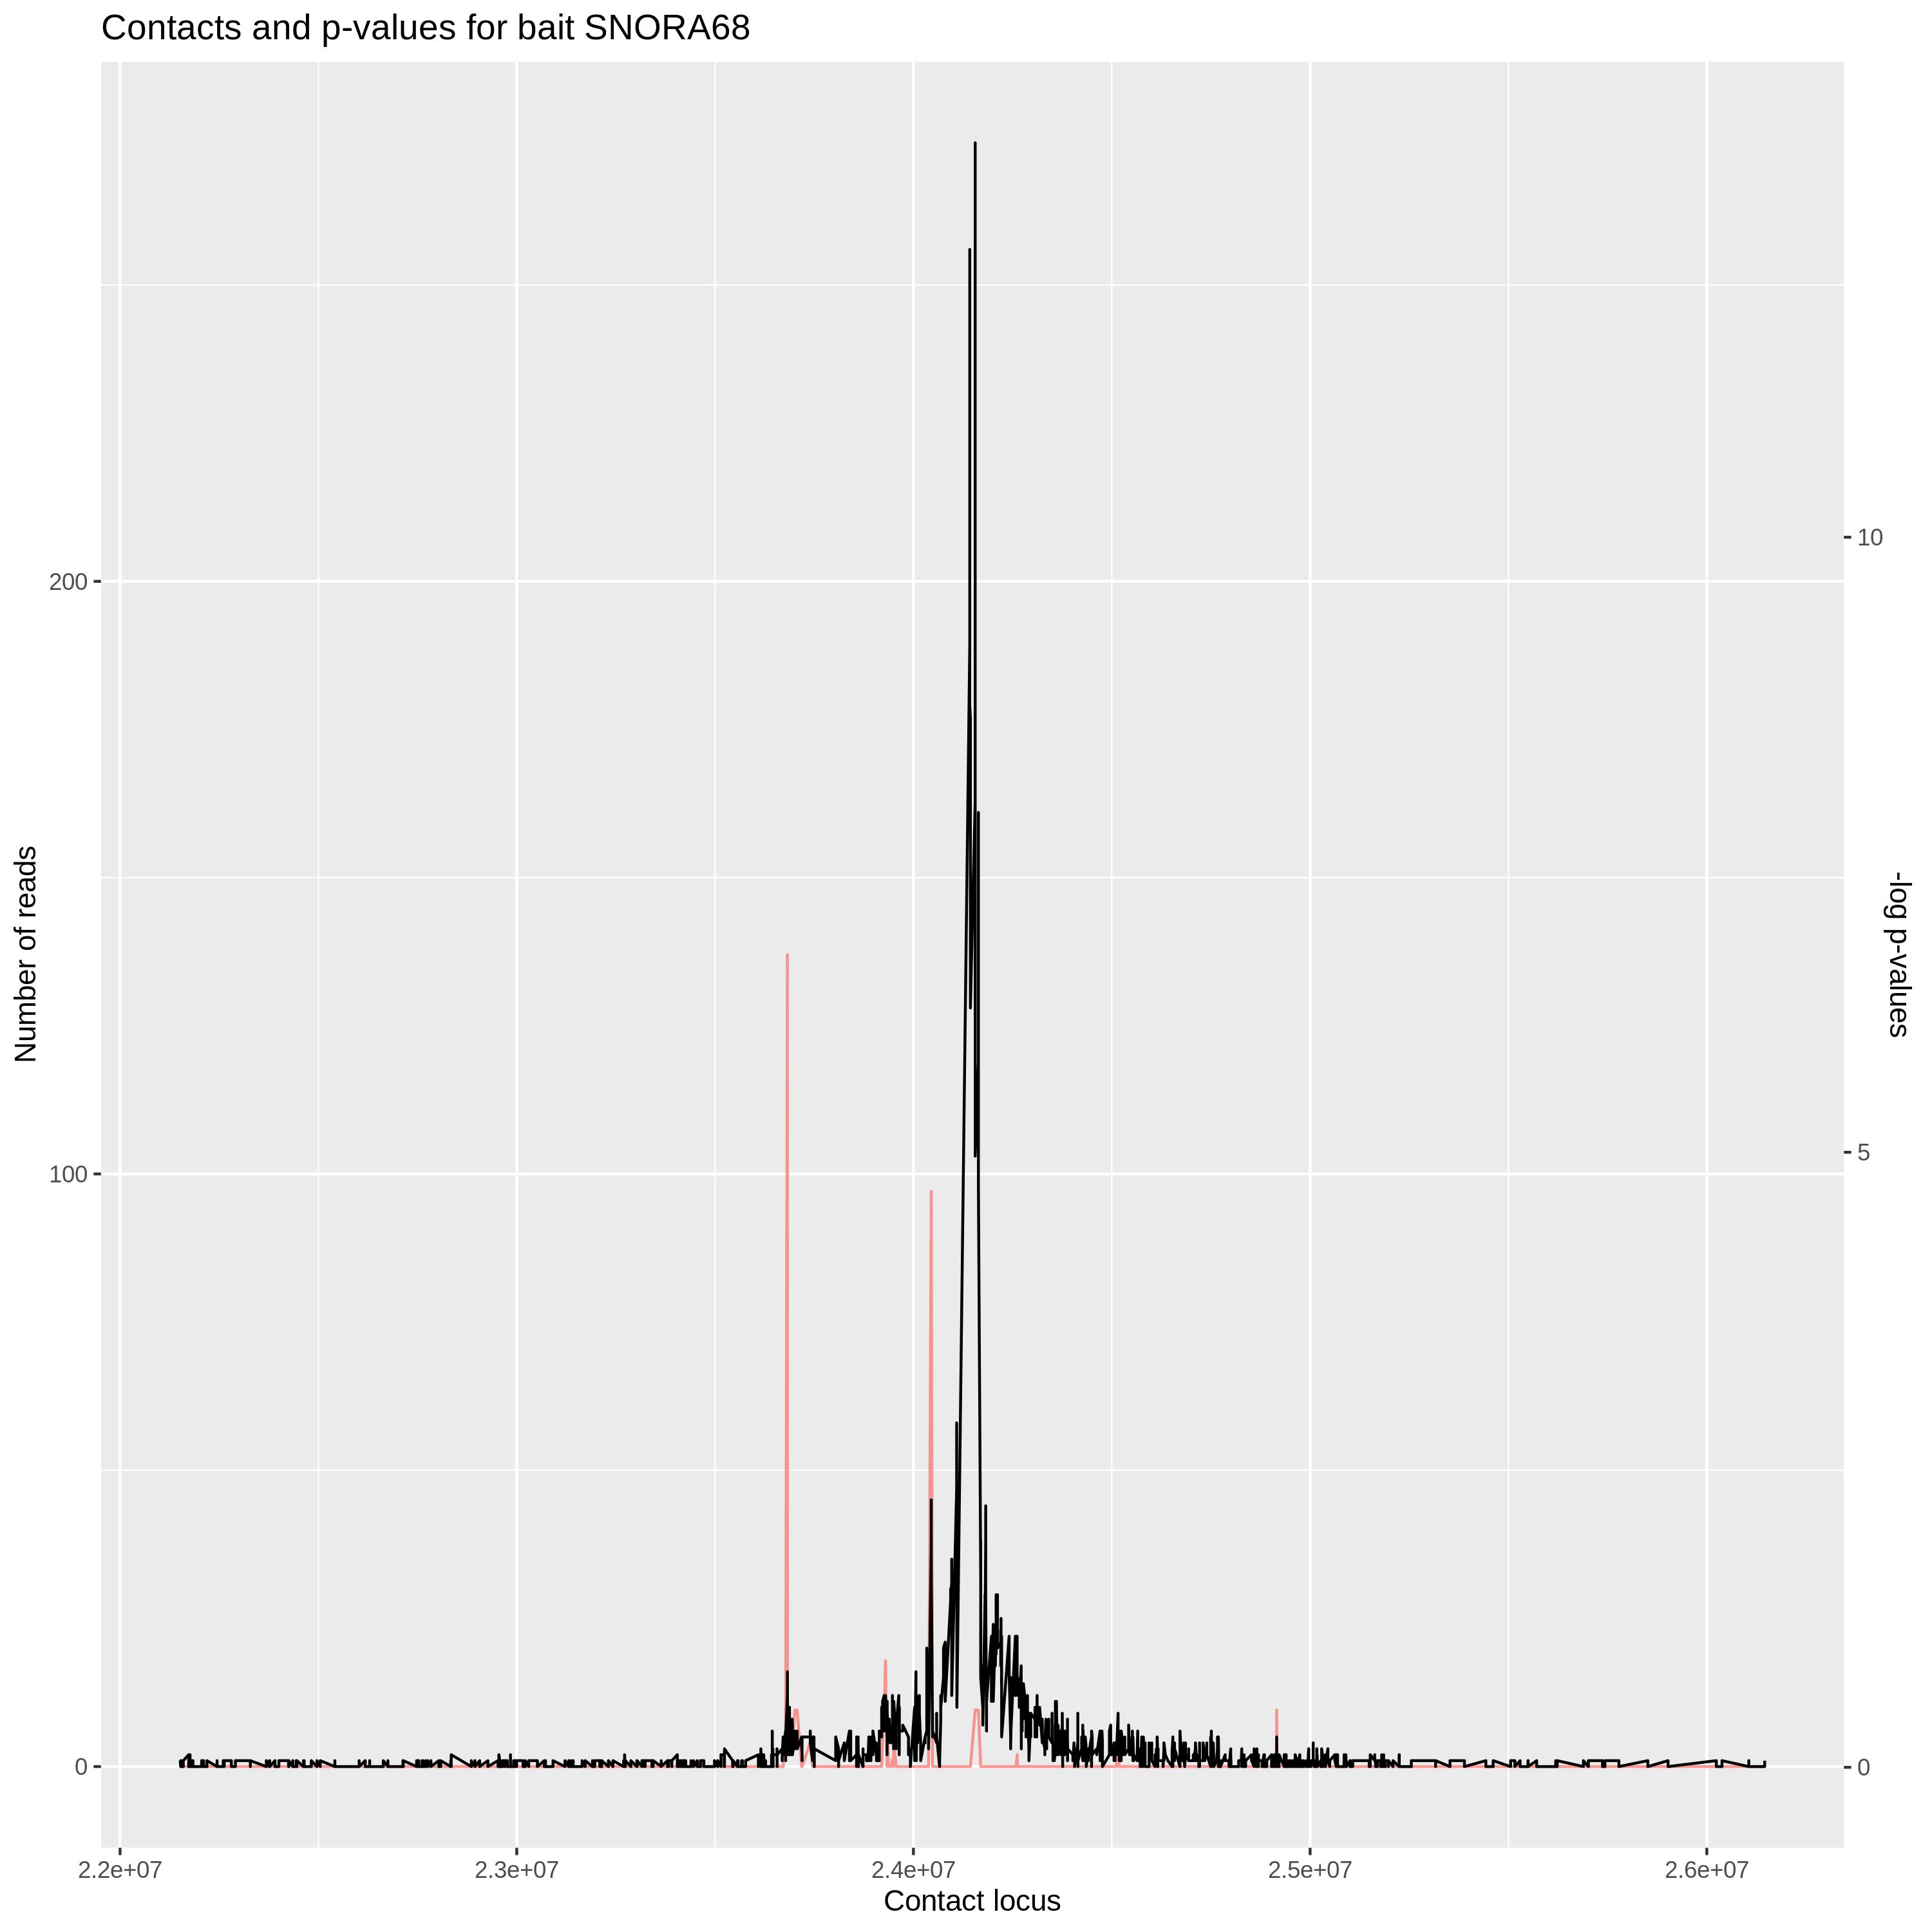 Contacts and p-values for bait SNORA68
Number of reads
200
100
0
10
5
0
-log p-values
2.2e+07
2.3e+07
2.4e+07
2.5e+07
2.6e+07
Contact locus